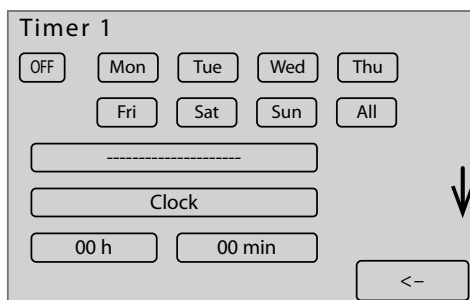 Timer 1
OFF Mon Tue Wed Thu
Fri Sat Sun All
---------------------
Clock
00 h 00 min
<–